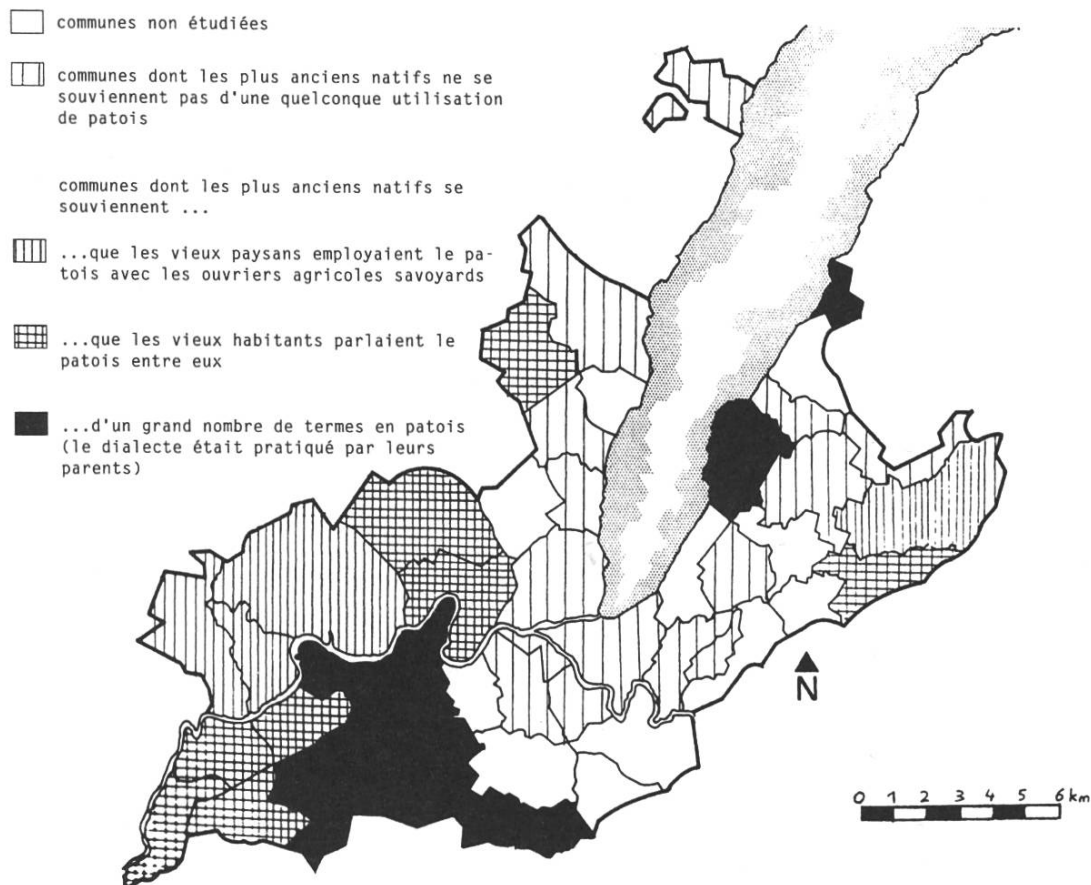 communes non étudiées
communes dont les plus anciens natifs ne se
souviennent pas d'une quelconque utilisation
de patois
communes dont les plus anciens natifs se
souviennent ...
...que les vieux paysans employaient le pa-
tois avec les ouvriers agricoles savoyards
...que les vieux habitants parlaient le
patois entre eux
...d'un grand nombre de termes en patois
(le dialecte était pratiqué par leurs
parents)
N
0 1 2 3 4 5 6 km